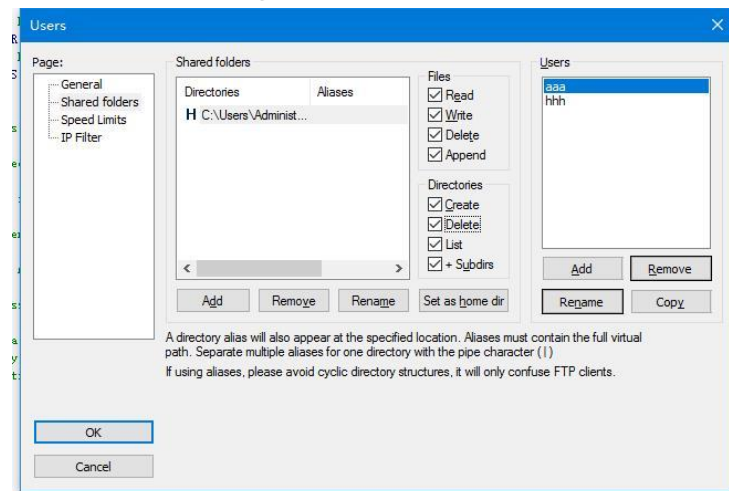 Users
Page:
General
Shared folders
Speed Limits
IP Filter
OK
Cancel
Shared folders
Directories Aliases
H C:\Users\Administ...
Add Remove Rename Set as home dir
Files
Read
Write
Delete
Append
Directories
Create
Delete
List
+ Subdirs
Users
aaa
hhh
Add Remove
Rename Copy
A directory alias will also appear at the specified location. Aliases must contain the full virtual
path. Separate multiple aliases for one directory with the pipe character (|)
If using aliases, please avoid cyclic directory structures, it will only confuse FTP clients.